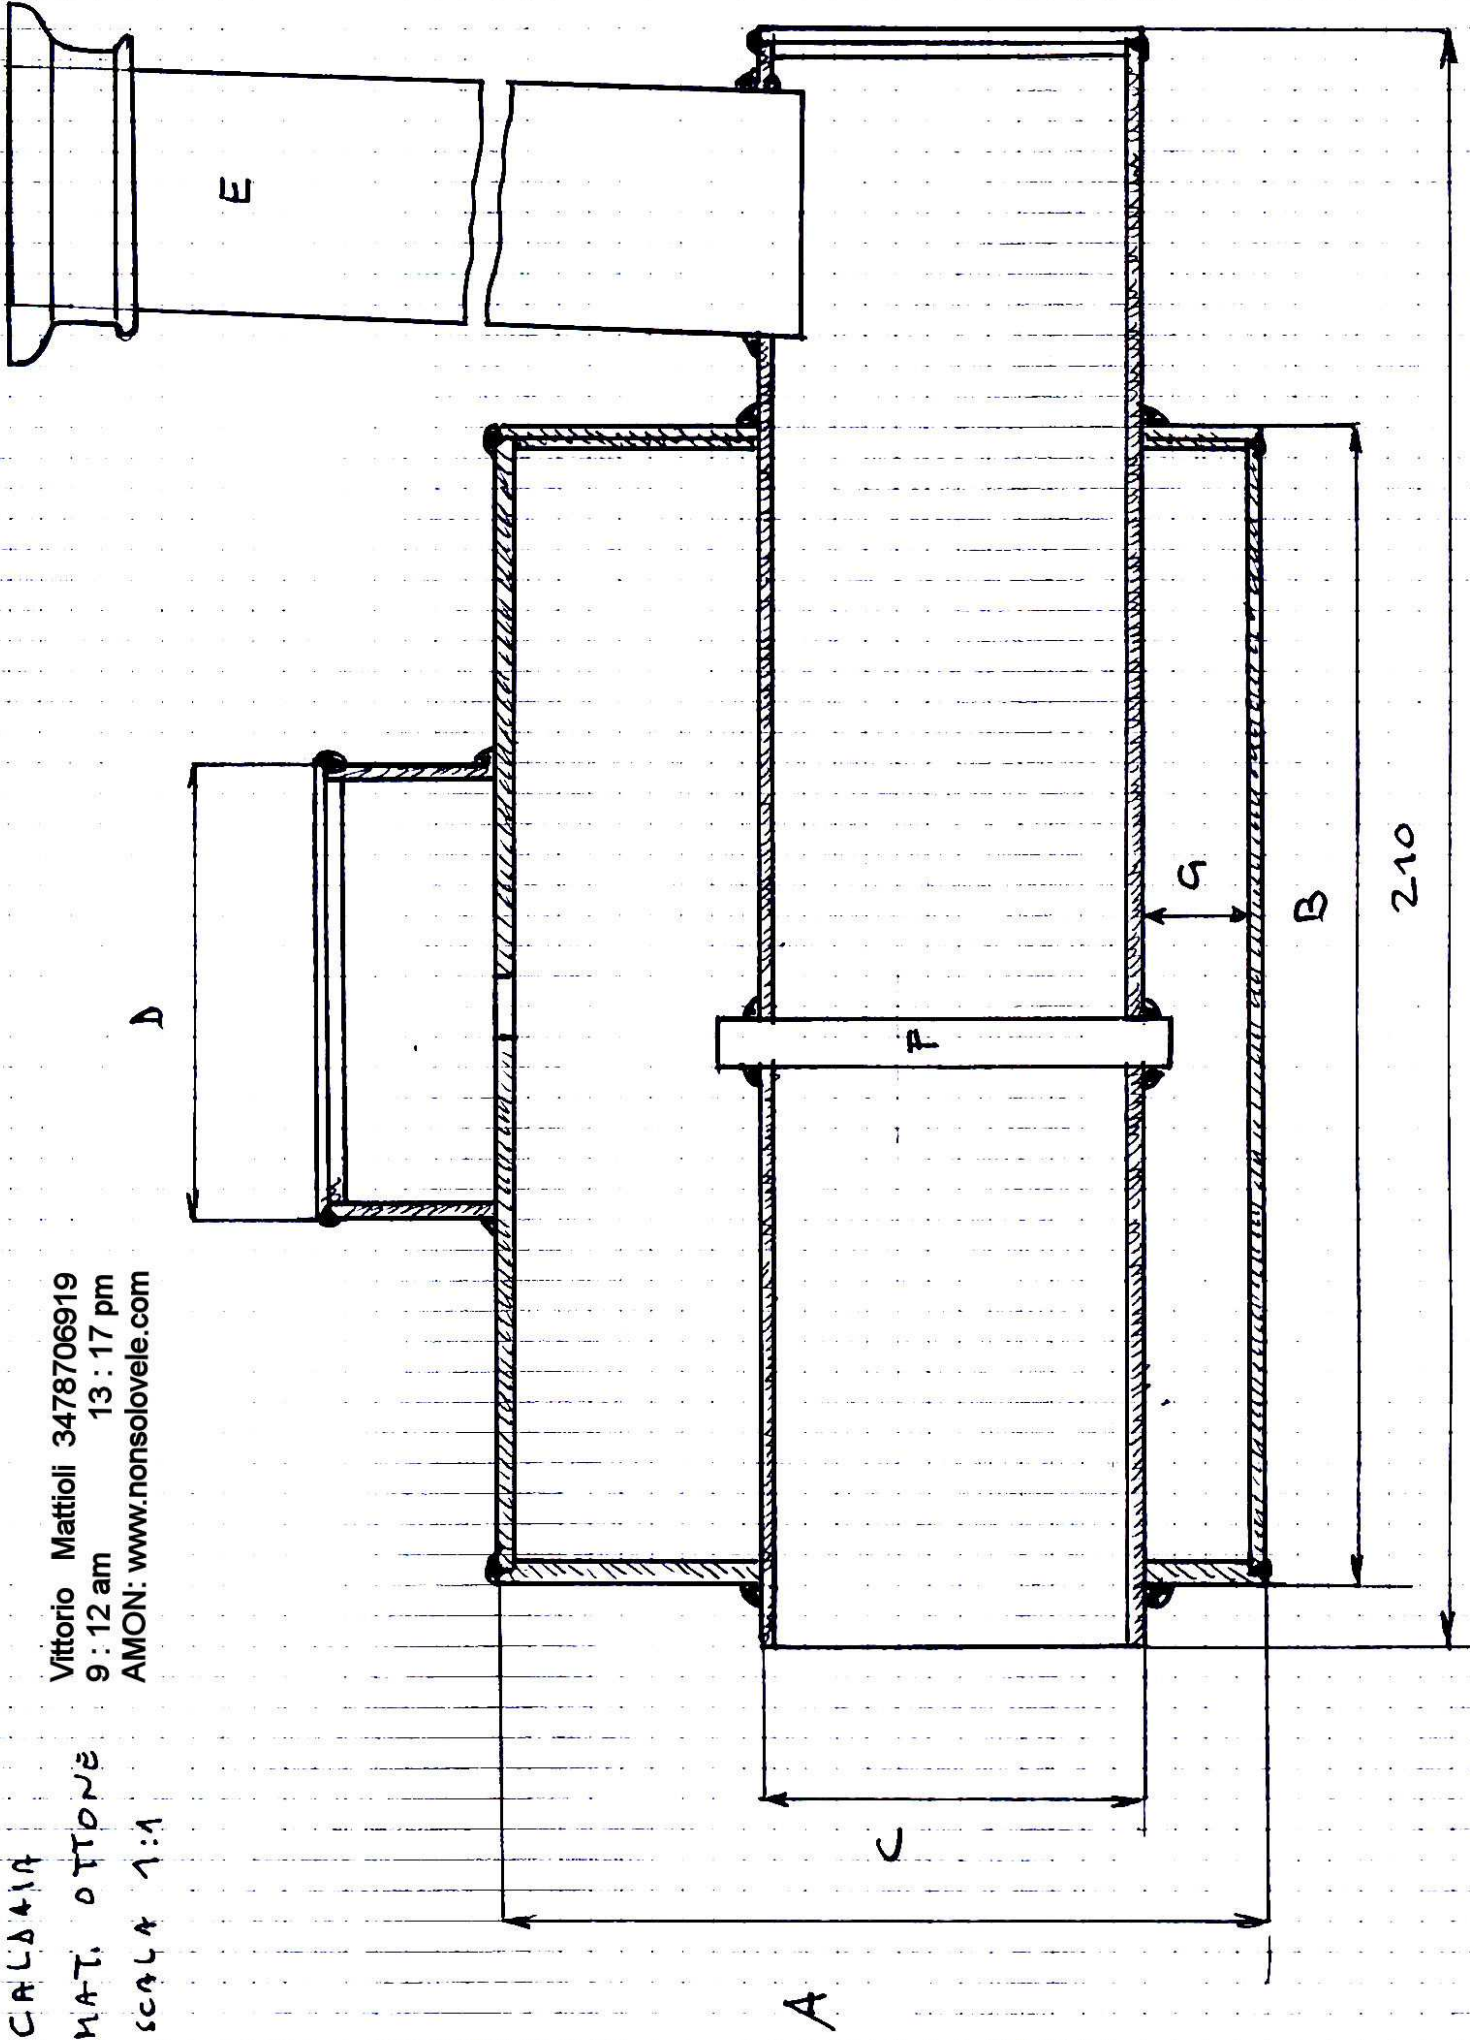 CALDAIA
MAT. OTTONE
SCALA 1:1
Vittorio Mattioli 3478706919
9 : 12 am 13 : 17 pm
AMON: www.nonsolovele.com
D
E
F
G
B
210
C
A